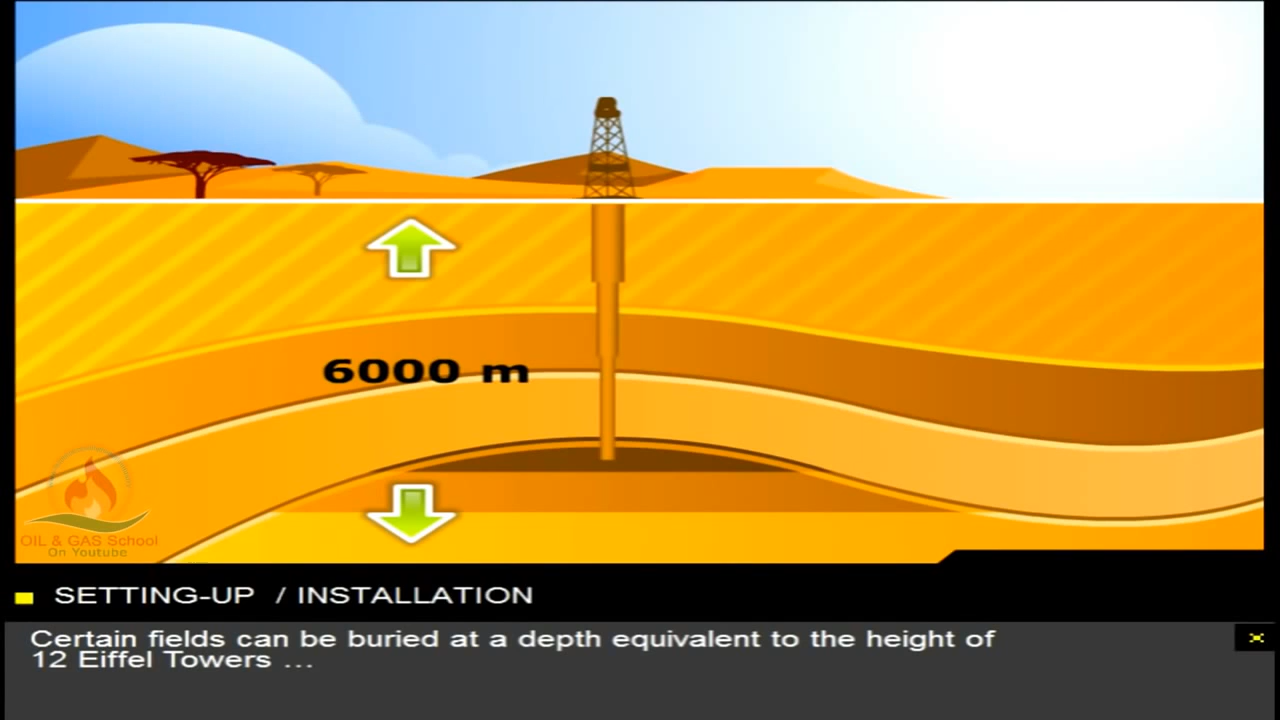 6000 m
OIL & GAS School
On Youtube
SETTING-UP / INSTALLATION
Certain fields can be buried at a depth equivalent to the height of
12 Eiffel Towers ...